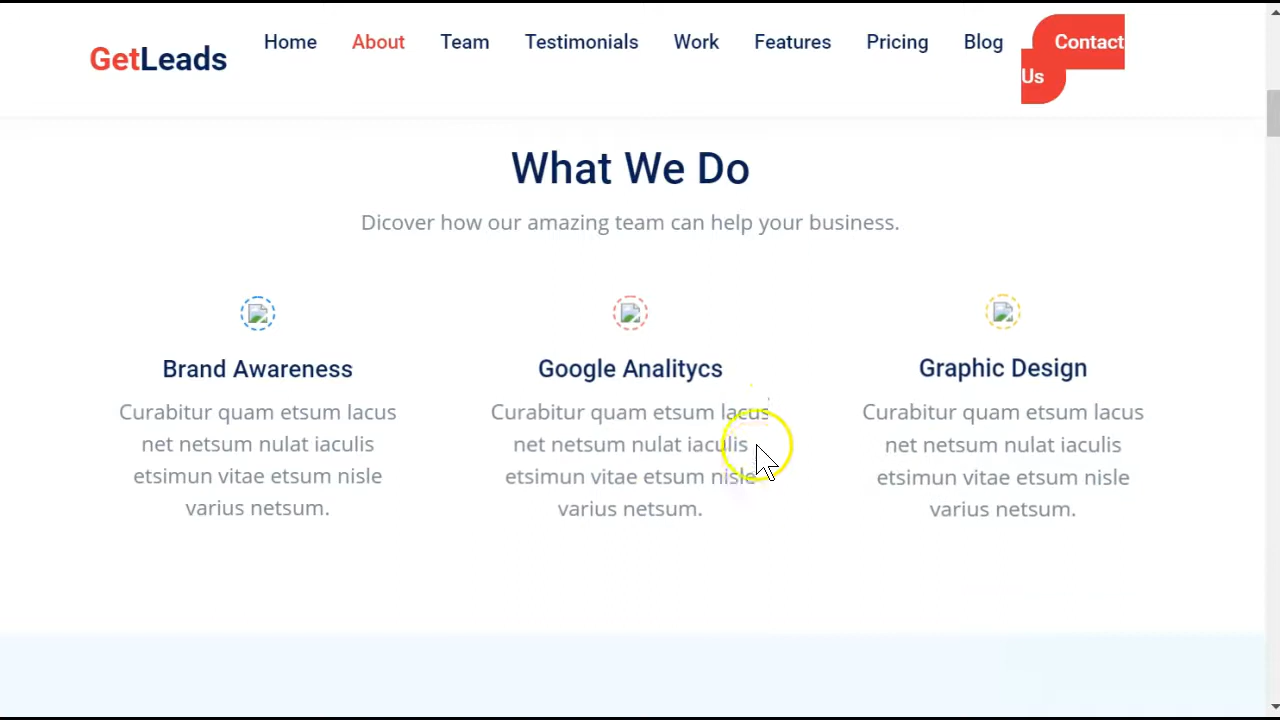 GetLeads
Home About Team Testimonials Work Features Pricing Blog Contact
Us
What We Do
Dicover how our amazing team can help your business.
Brand Awareness
Curabitur quam etsum lacus
net netsum nulat iaculis
etsimun vitae etsum nisle
varius netsum.
Google Analitycs
Curabitur quam etsum lacus
net netsum nulat iaculis
etsimun vitae etsum nisle
varius netsum.
Graphic Design
Curabitur quam etsum lacus
net netsum nulat iaculis
etsimun vitae etsum nisle
varius netsum.